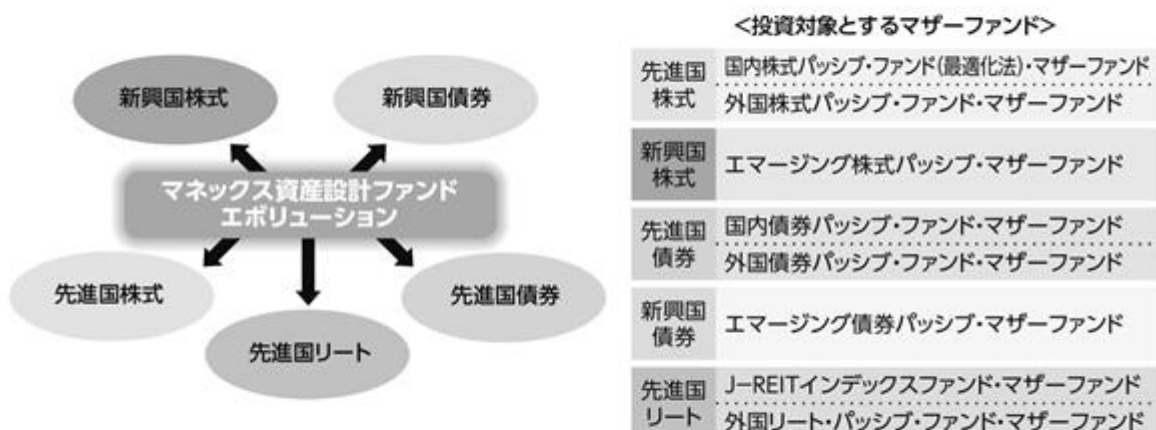 新興国株式
新興国債券
マネックス資産設計ファンド
エボリューション
先進国株式
先進国債券
先進国リート
<投資対象とするマザーファンド>
先進国
株式
国内株式パッシブ・ファンド(最適化法)・マザーファンド
外国株式パッシブ・ファンド・マザーファンド
新興国
株式
エマージング株式パッシブ・マザーファンド
先進国
債券
国内債券パッシブ・ファンド・マザーファンド
外国債券パッシブ・ファンド・マザーファンド
新興国
債券
エマージング債券パッシブ・マザーファンド
先進国
リート
J-REITインデックスファンド・マザーファンド
外国リート・パッシブ・ファンド・マザーファンド